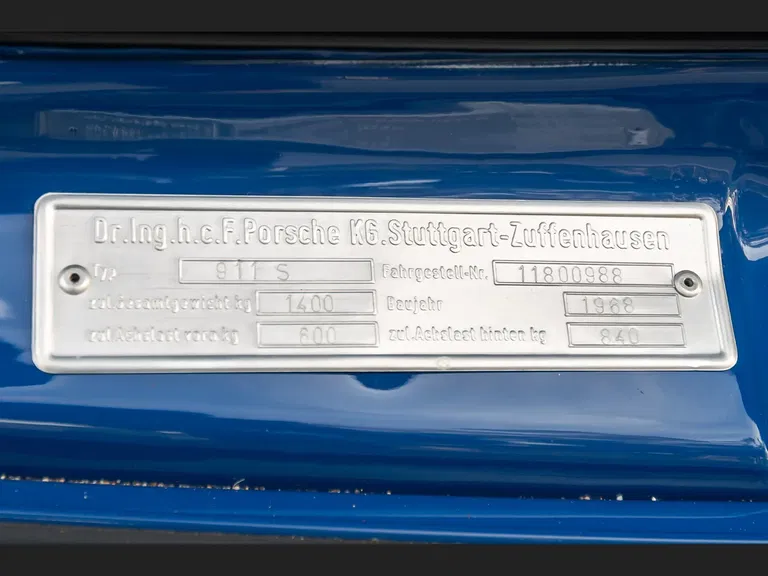 Dr.Ing.h.c.F.Porsche KG.Stuttgart-Zuffenhausen
Typ 911 S Fahrgestell-Nr. 11800988
zul.Gesamtgewicht kg 1400 Baujahr 1968
zul.Achslast vorn kg 600 zul.Achslast hinten kg 840